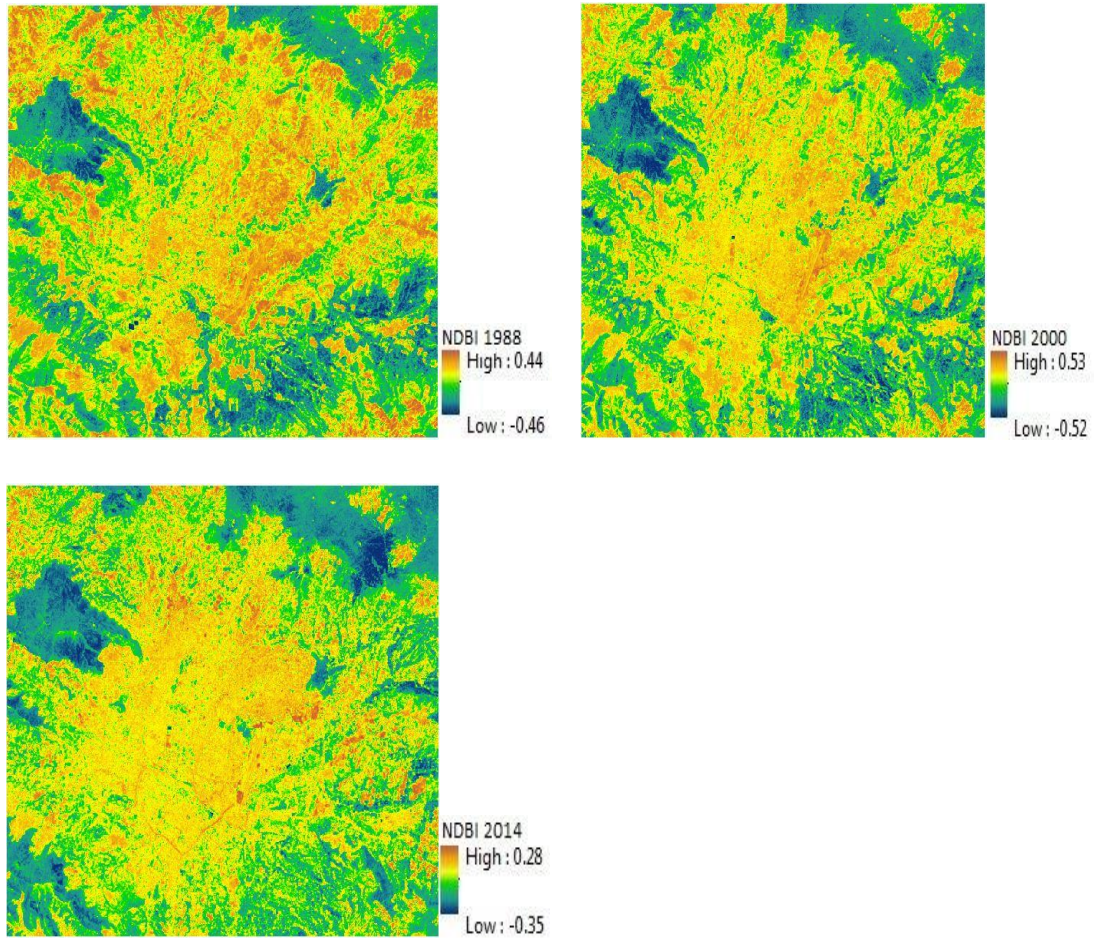 NDBI 1988
High : 0.44
Low : -0.46
NDBI 2000
High : 0.53
Low : -0.52
NDBI 2014
High : 0.28
Low : -0.35